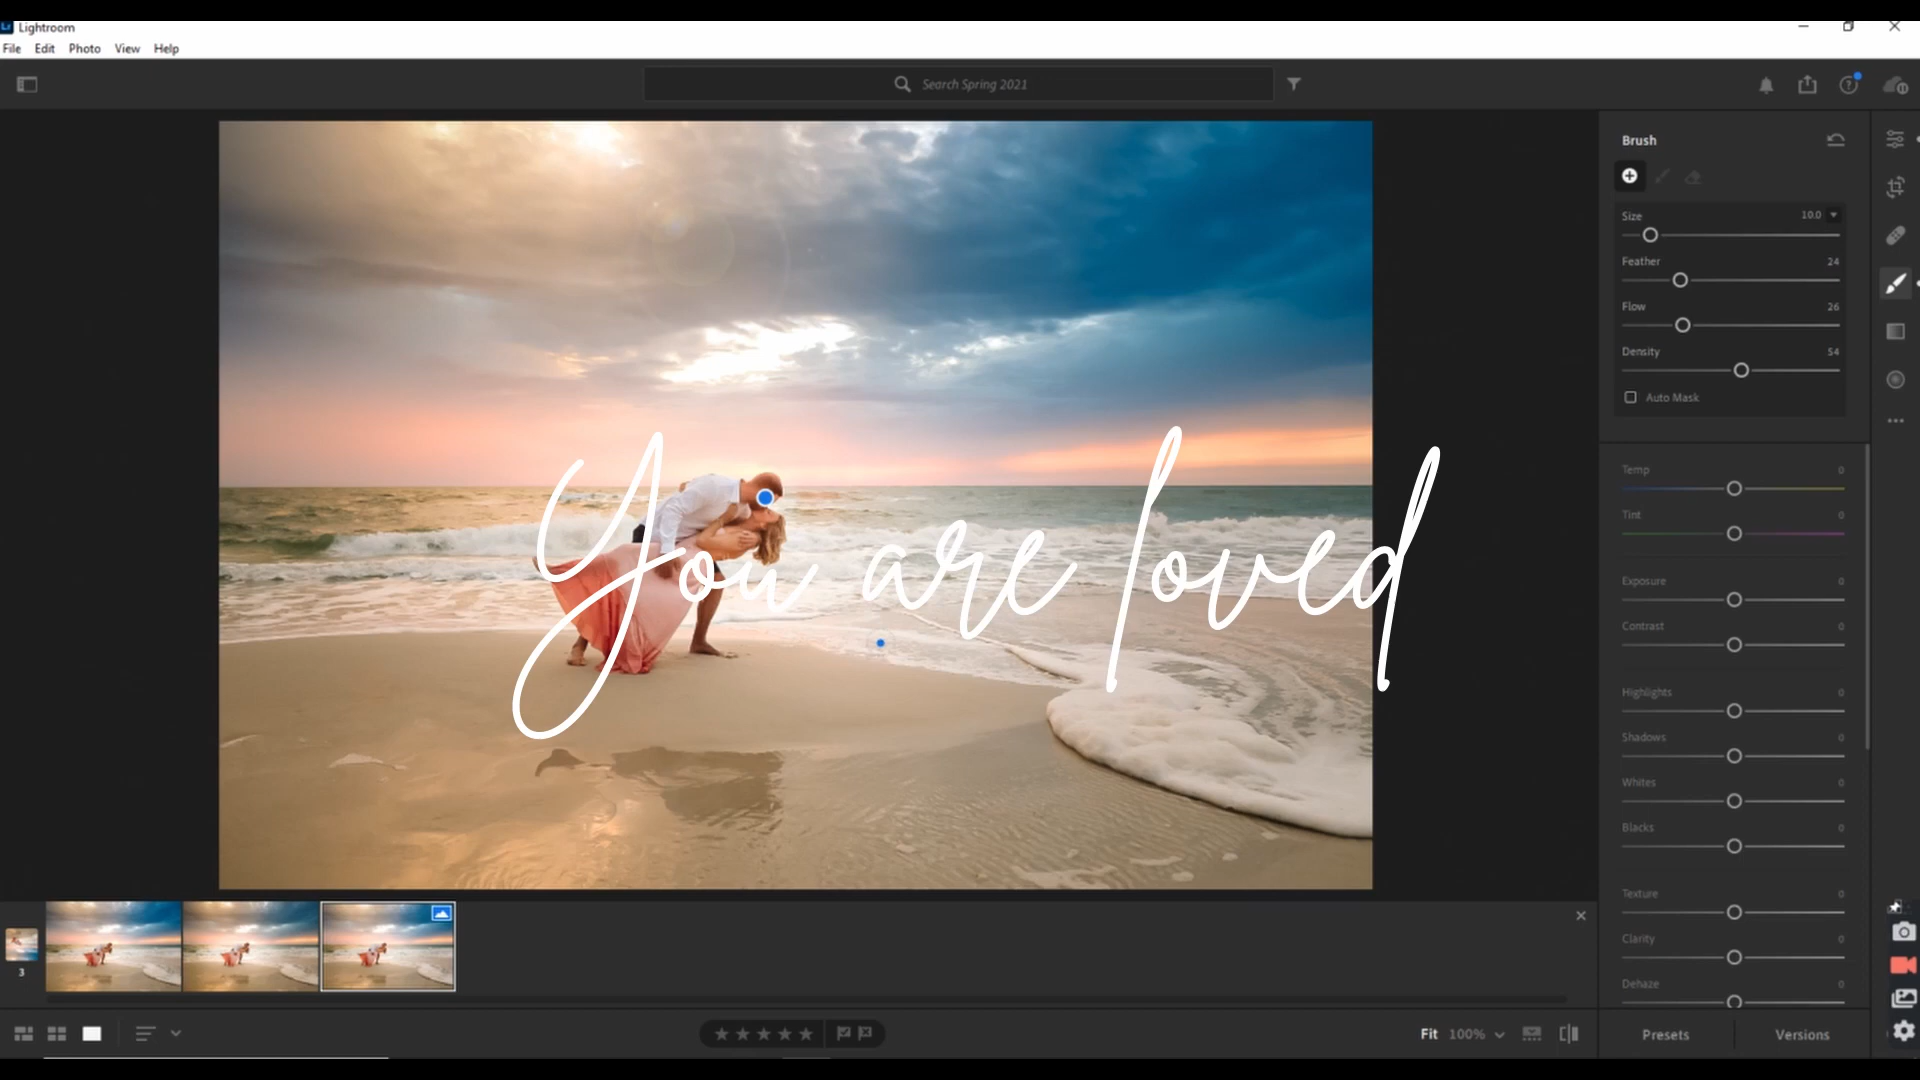 Lr Lightroom
File Edit Photo View Help
Search Spring 2021
Brush
Size 10.0
Feather 24
Flow 26
Density 54
Auto Mask
Temp 0
Tint 0
Exposure 0
Contrast 0
You are loved
Highlights 0
Shadows 0
Whites 0
Blacks 0
Texture 0
Clarity 0
Dehaze 0
3
Fit 100%
Presets Versions